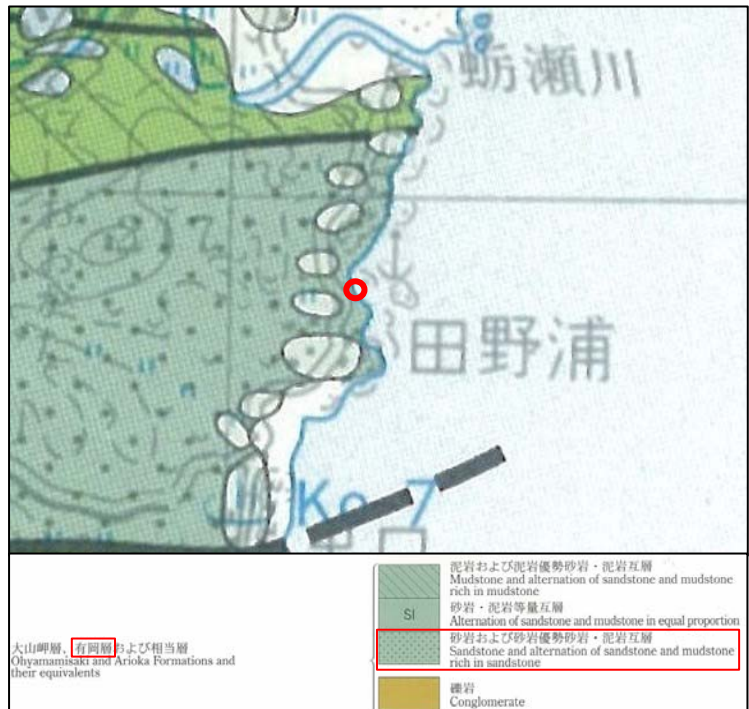 蛎瀬川
田野浦
Ko 7
泥岩および泥岩優勢砂岩・泥岩互層
Mudstone and alternation of sandstone and mudstone
rich in mudstone
SI
砂岩・泥岩等量互層
Alternation of sandstone and mudstone in equal proportion
大山岬層、有岡層および相当層
Ohyamamisaki and Arioka Formations and
their equivalents
砂岩および砂岩優勢砂岩・泥岩互層
Sandstone and alternation of sandstone and mudstone
rich in sandstone
礫岩
Conglomerate